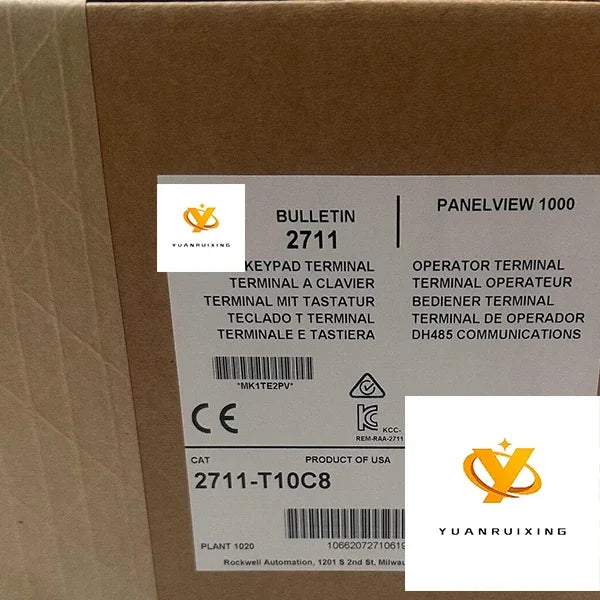 YUANRUIXING
BULLETIN
2711
PANELVIEW 1000
KEYPAD TERMINAL
TERMINAL A CLAVIER
TERMINAL MIT TASTATUR
TECLADO T TERMINAL
TERMINALE E TASTIERA
OPERATOR TERMINAL
TERMINAL OPERATEUR
BEDIENER TERMINAL
TERMINAL DE OPERADOR
DH485 COMMUNICATIONS
*MK1TE2PV*
CE
KCC-
REM-RAA-2711
CAT
PRODUCT OF USA
2711-T10C8
PLANT 1020
10662072710619
Rockwell Automation, 1201 S 2nd St, Milwa
YUANRUIXING